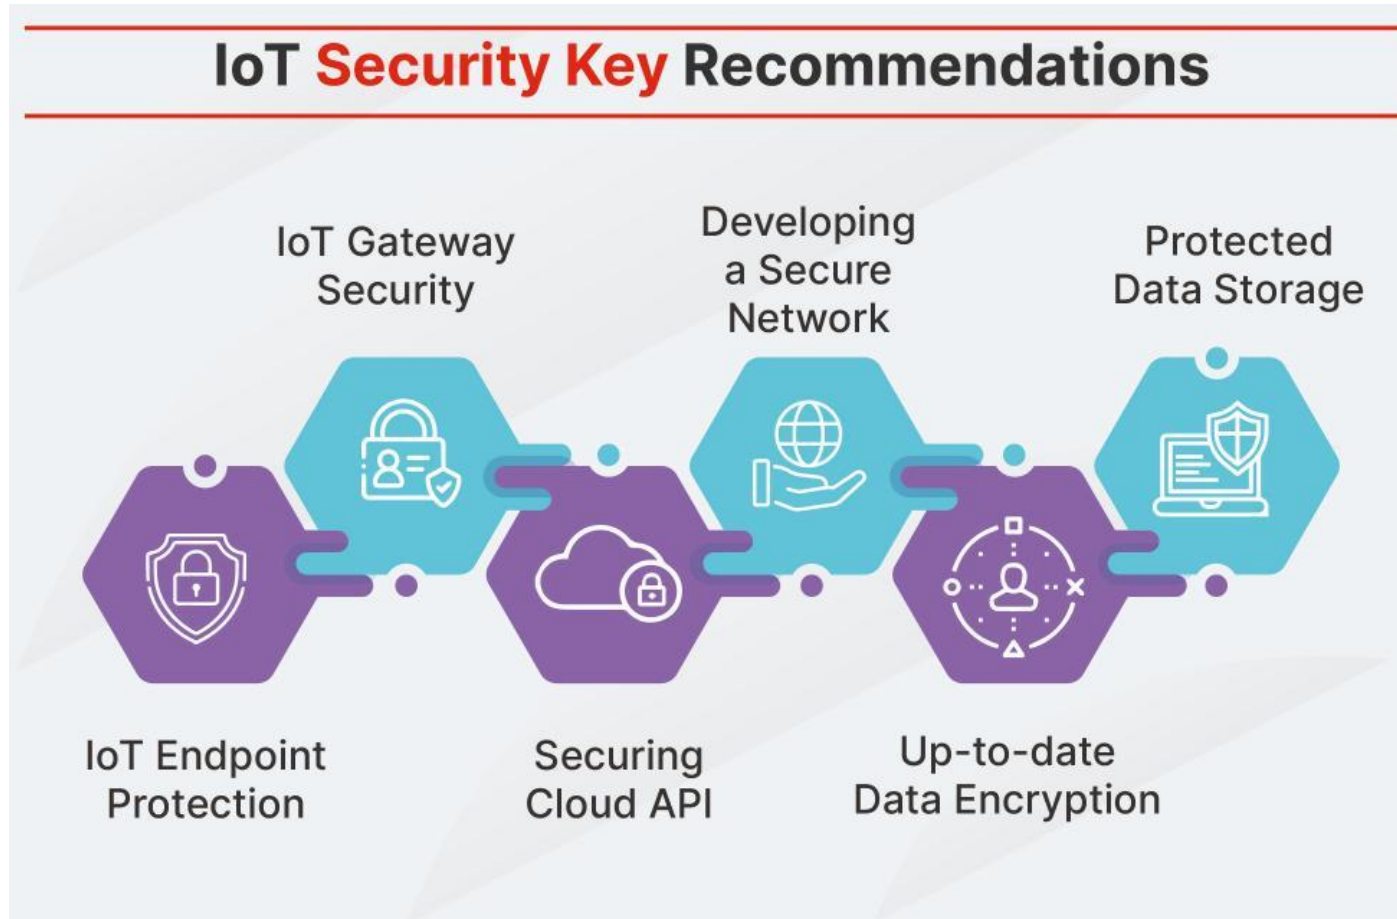 IoT Security Key Recommendations
IoT Gateway
Security
Developing
a Secure
Network
Protected
Data Storage
IoT Endpoint
Protection
Securing
Cloud API
Up-to-date
Data Encryption